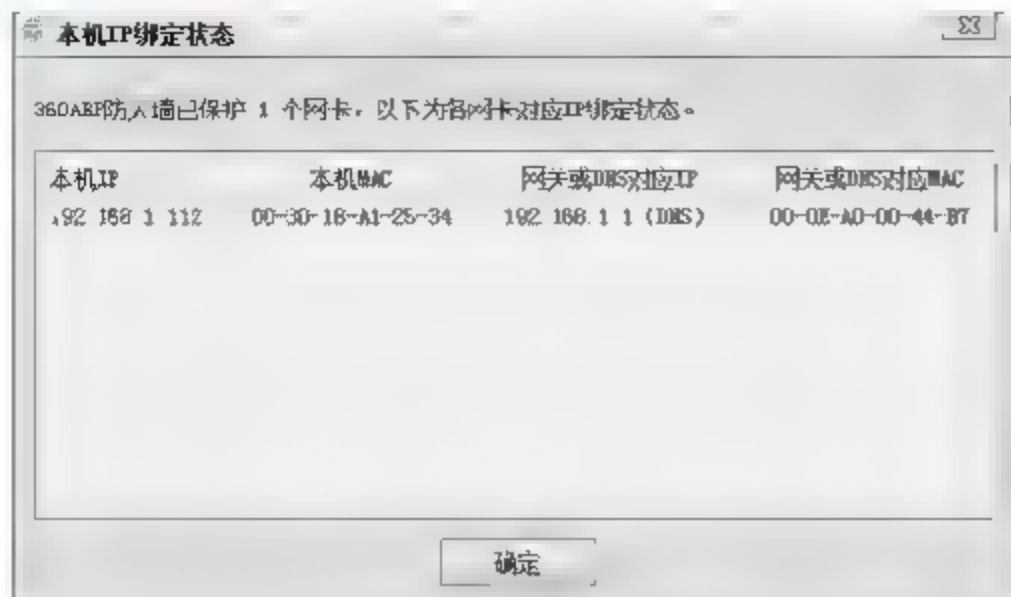 本机IP绑定状态
360ARP防火墙已保护 1 个网卡，以下为各网卡对应IP绑定状态。
本机IP 本机MAC 网关或DNS对应IP 网关或DNS对应MAC
192.168.1.112 00-30-18-A1-25-34 192.168.1.1 (DNS) 00-0E-A0-00-44-B7
确定